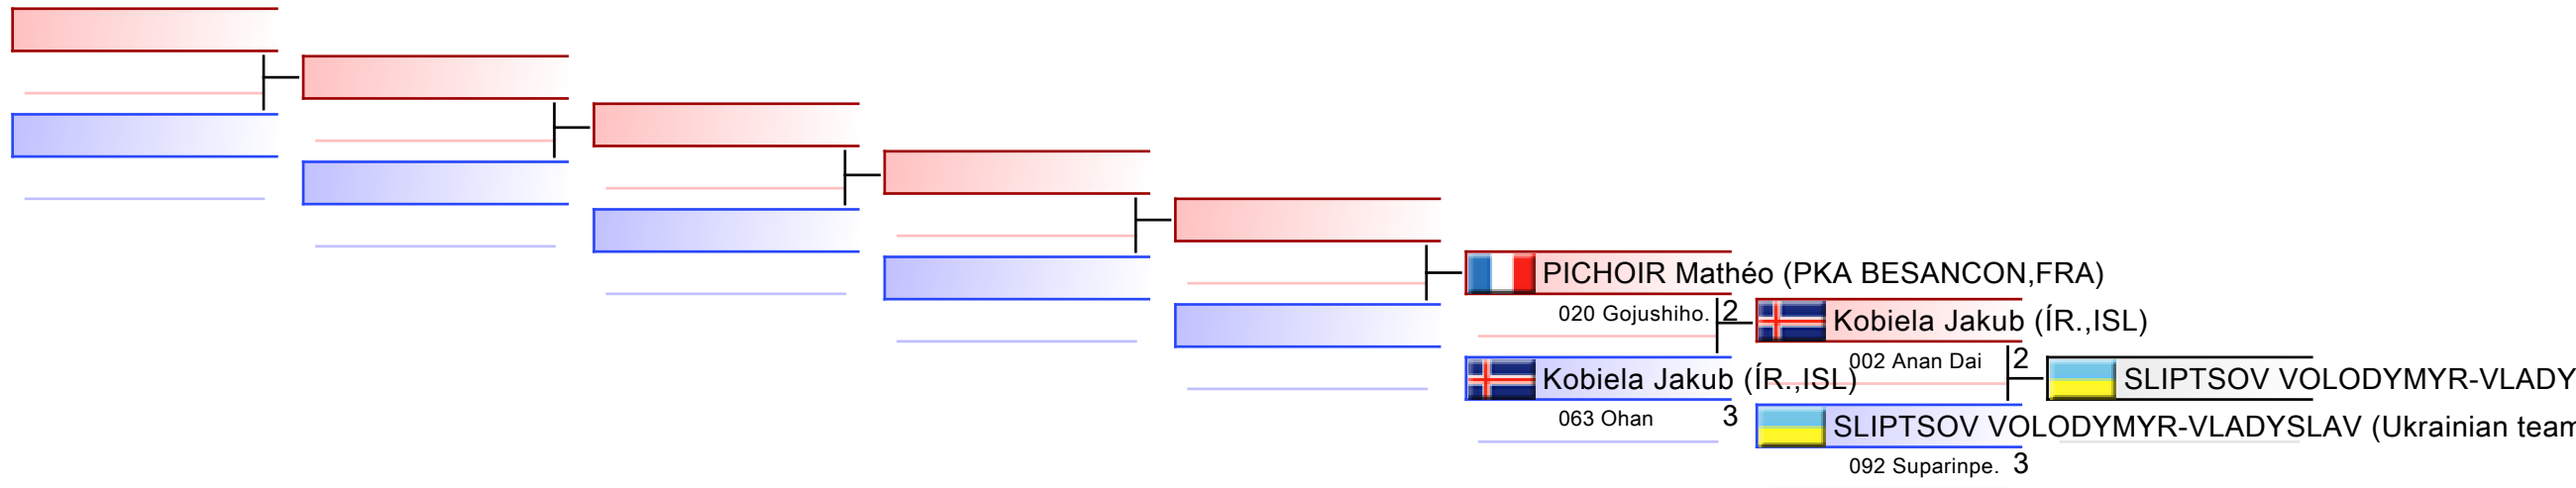 PICHOIR Mathéo (PKA BESANCON,FRA)
020 Gojushiho. 2
Kobiela Jakub (ÍR.,ISL)
063 Ohan 3
Kobiela Jakub (ÍR.,ISL)
002 Anan Dai 2
SLIPTSOV VOLODYMYR-VLADYSLAV (Ukrainian team
092 Suparinpe. 3
SLIPTSOV VOLODYMYR-VLADY